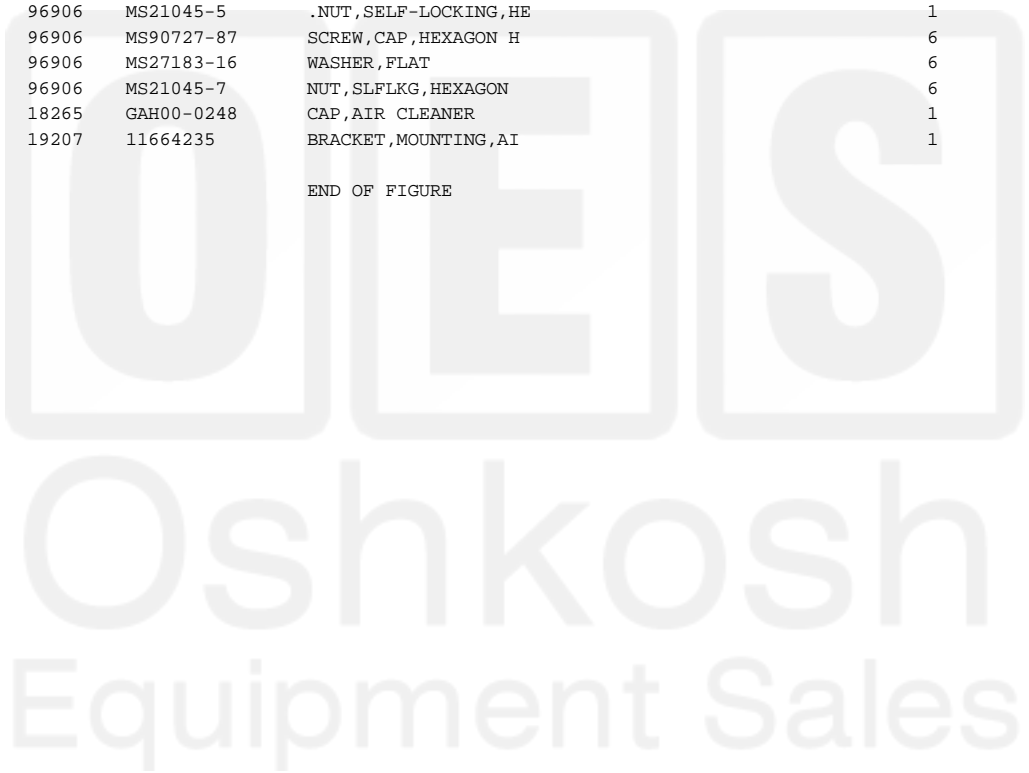 96906 MS21045-5 .NUT,SELF-LOCKING,HE 1
96906 MS90727-87 SCREW,CAP,HEXAGON H 6
96906 MS27183-16 WASHER,FLAT 6
96906 MS21045-7 NUT,SLFLKG,HEXAGON 6
18265 GAH00-0248 CAP,AIR CLEANER 1
19207 11664235 BRACKET,MOUNTING,AI 1
END OF FIGURE
OES
Oshkosh
Equipment Sales